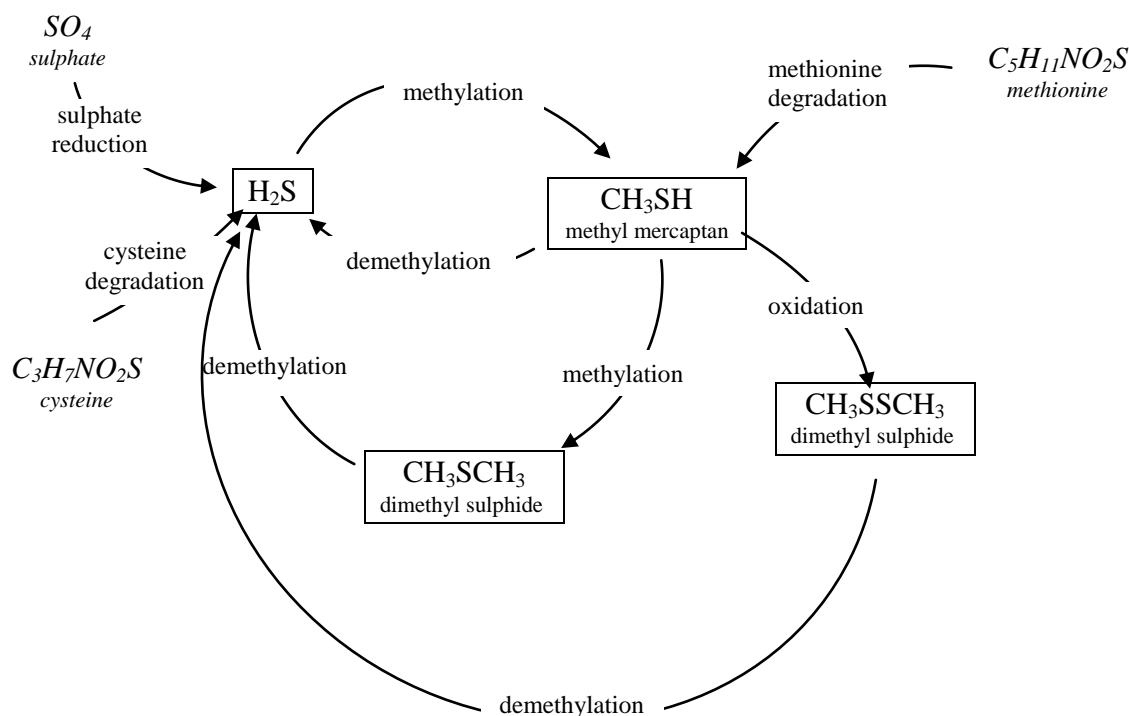 SO₄
sulphate
sulphate
reduction
methylation
methionine
degradation
C₅H₁₁NO₂S
methionine
H₂S
CH₃SH
methyl mercaptan
cysteine
degradation
demethylation
oxidation
C₃H₇NO₂S
cysteine
demethylation
methylation
CH₃SSCH₃
dimethyl sulphide
CH₃SCH₃
dimethyl sulphide
demethylation